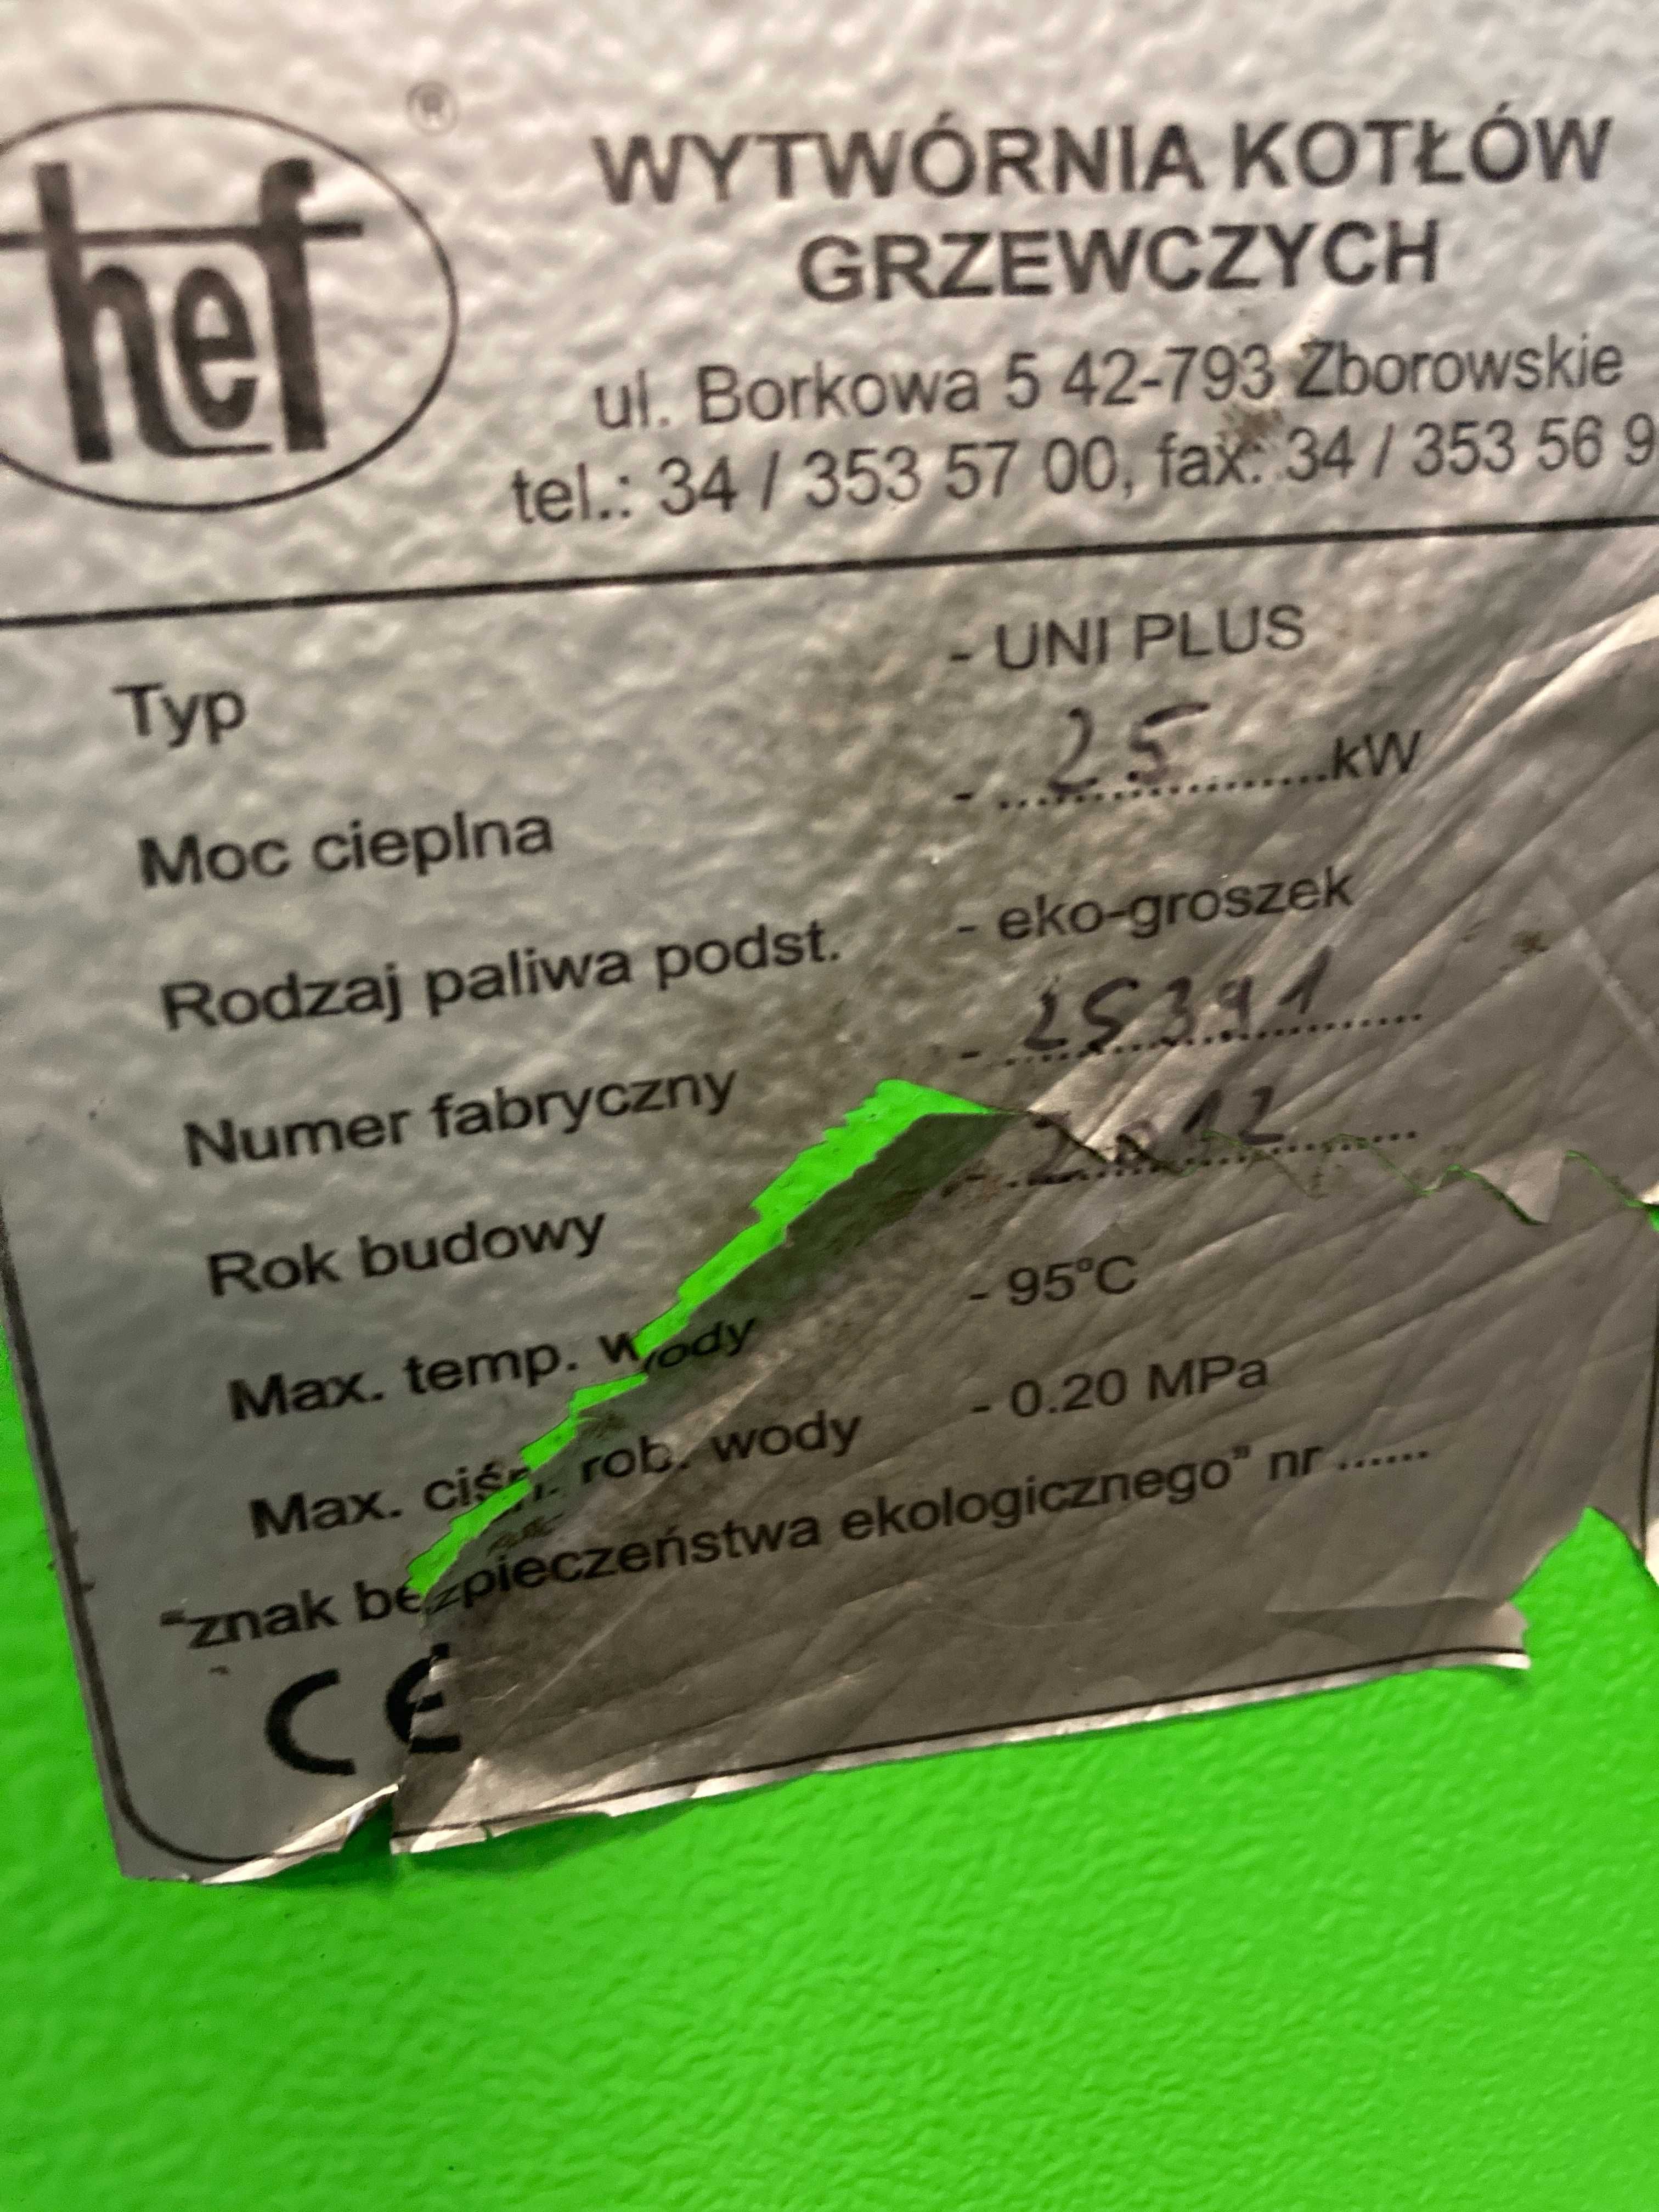 hef ®
WYTWÓRNIA KOTŁÓW
GRZEWCZYCH
ul. Borkowa 5 42-793 Zborowskie
tel.: 34 / 353 57 00, fax: 34 / 353 56 9
Typ - UNI PLUS
Moc cieplna - 25 kW
Rodzaj paliwa podst. - eko-groszek
Numer fabryczny -
Rok budowy - 2012
Max. temp. wody - 95°C
Max. ciśn. rob. wody - 0.20 MPa
“znak bezpieczeństwa ekologicznego” nr ......
CE